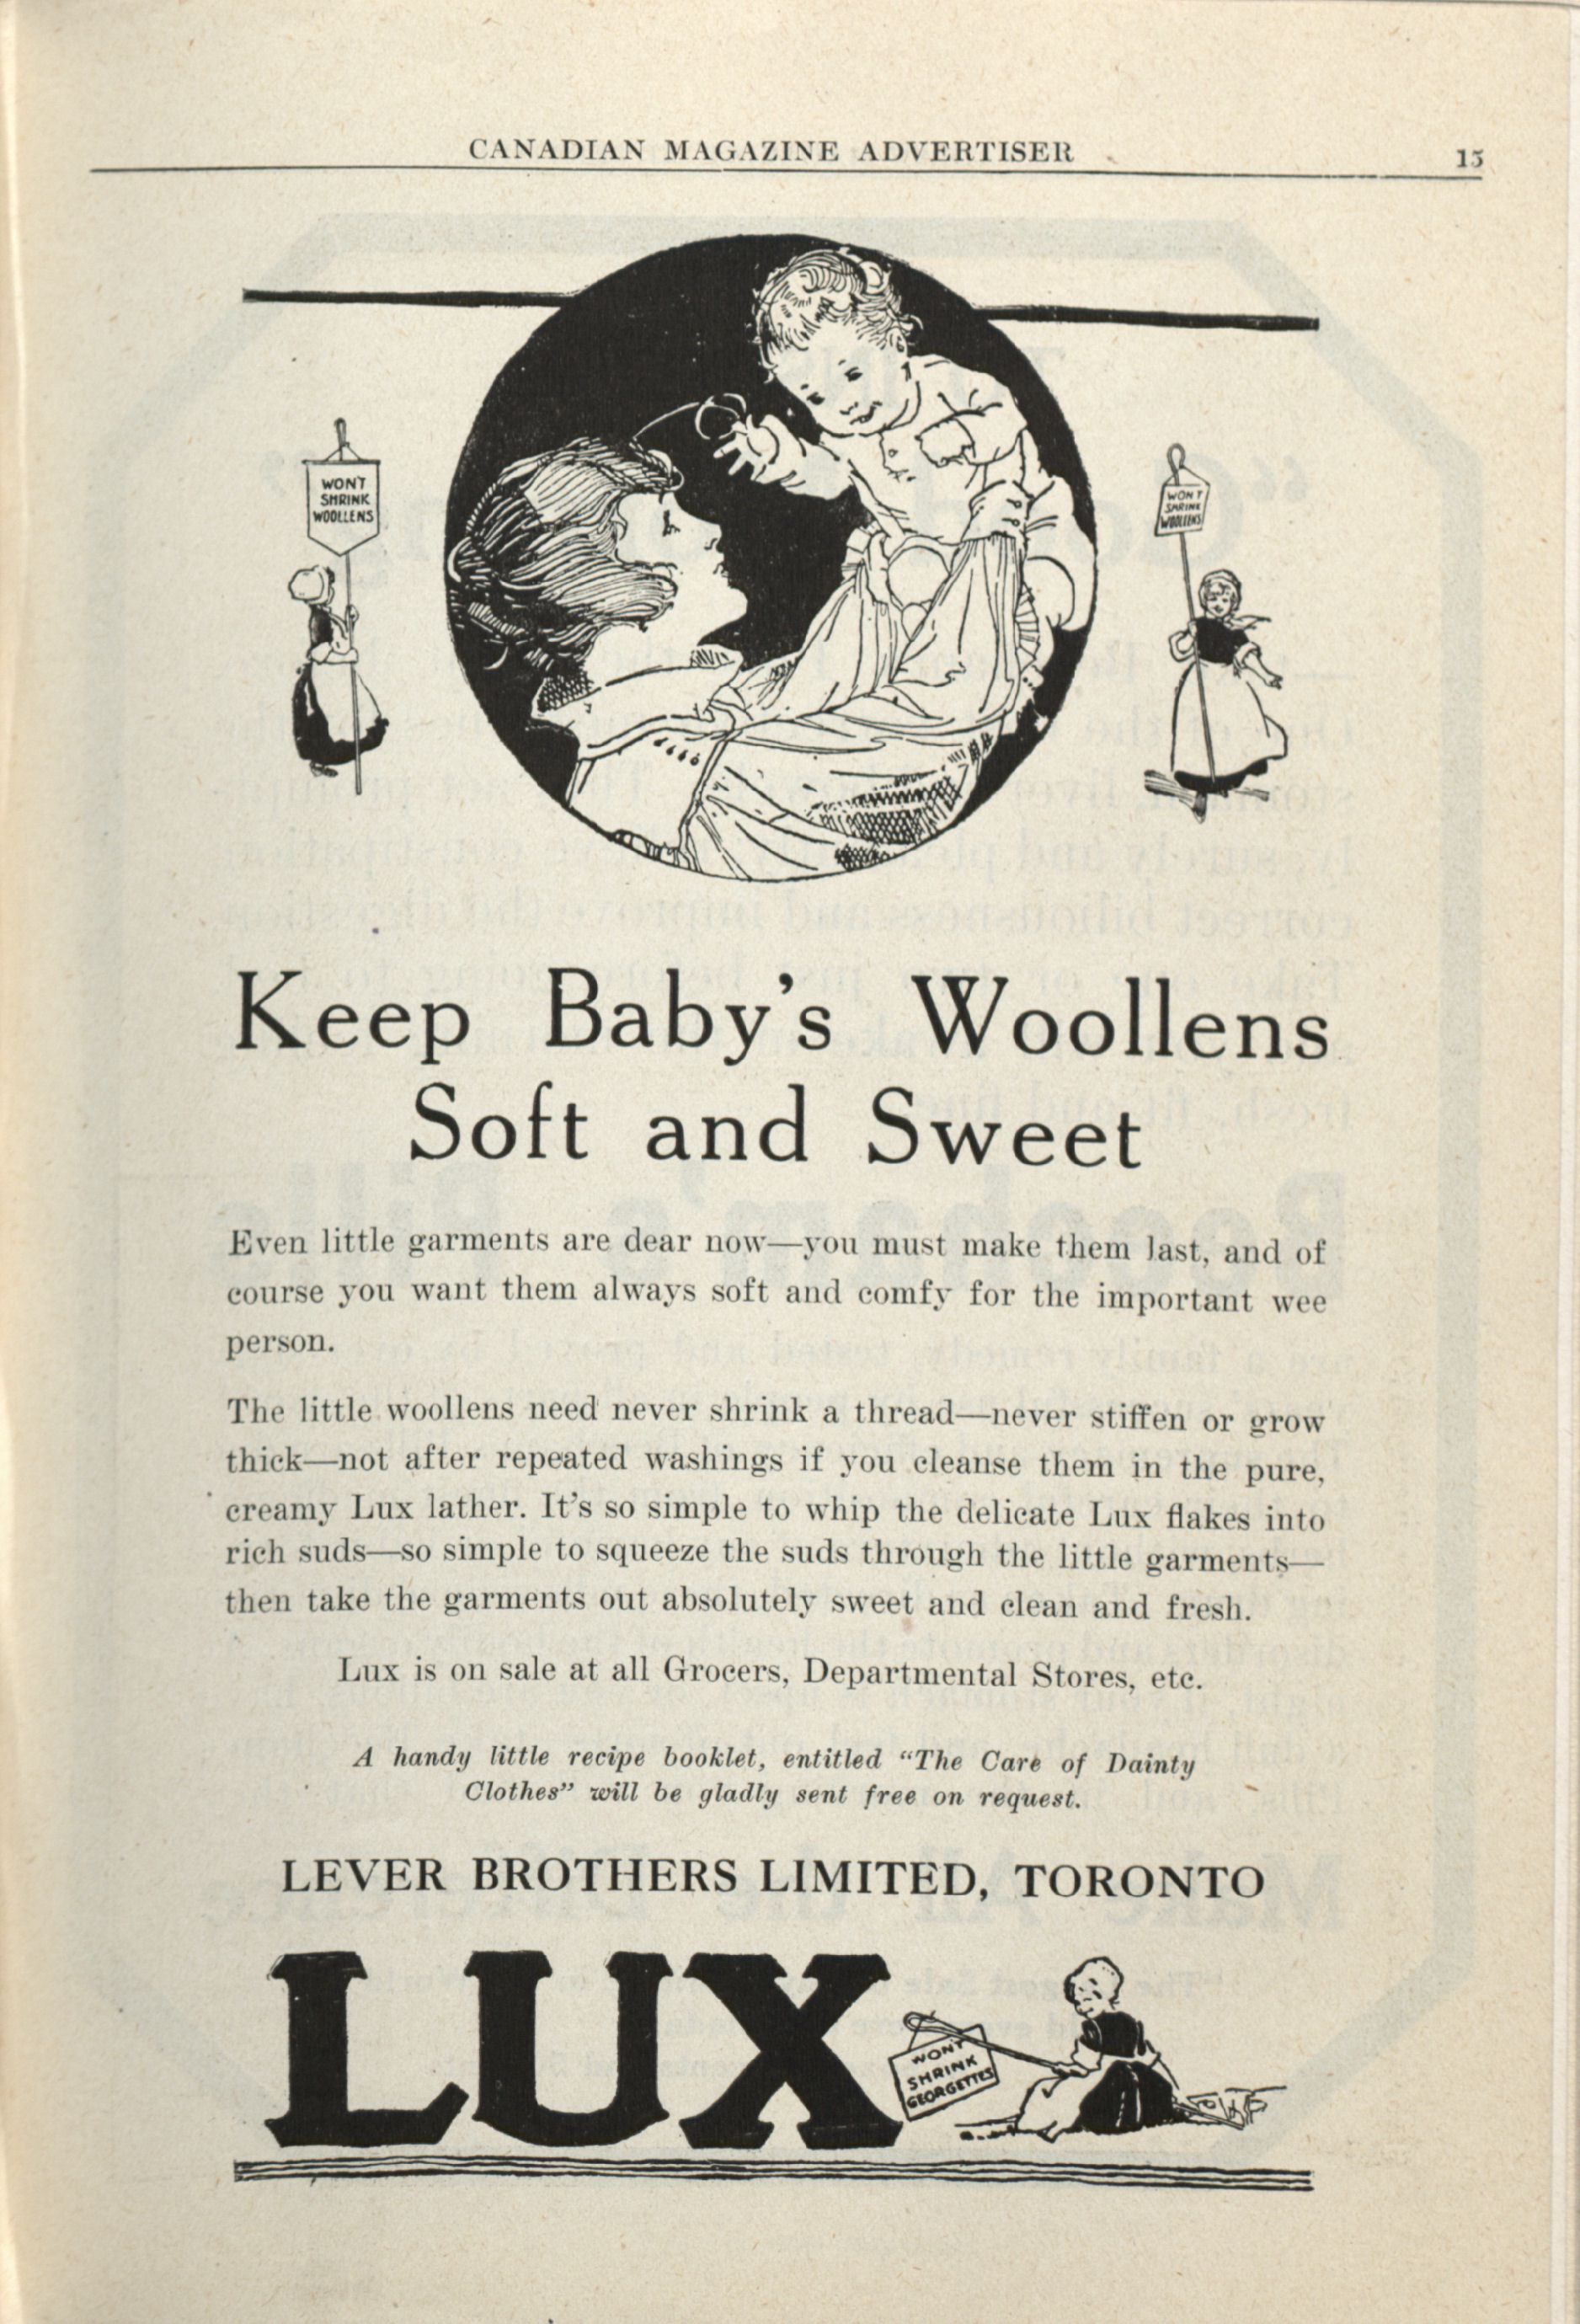 CANADIAN MAGAZINE ADVERTISER 15
WON'T
SHRINK
WOOLLENS
WON'T
SHRINK
WOOLLENS
Keep Baby's Woollens
Soft and Sweet
Even little garments are dear now—you must make them last, and of
course you want them always soft and comfy for the important wee
person.
The little woollens need never shrink a thread—never stiffen or grow
thick—not after repeated washings if you cleanse them in the pure,
creamy Lux lather. It's so simple to whip the delicate Lux flakes into
rich suds—so simple to squeeze the suds through the little garments—
then take the garments out absolutely sweet and clean and fresh.
Lux is on sale at all Grocers, Departmental Stores, etc.
A handy little recipe booklet, entitled “The Care of Dainty
Clothes” will be gladly sent free on request.
LEVER BROTHERS LIMITED, TORONTO
LUX
WONT
SHRINK
GEORGETTES